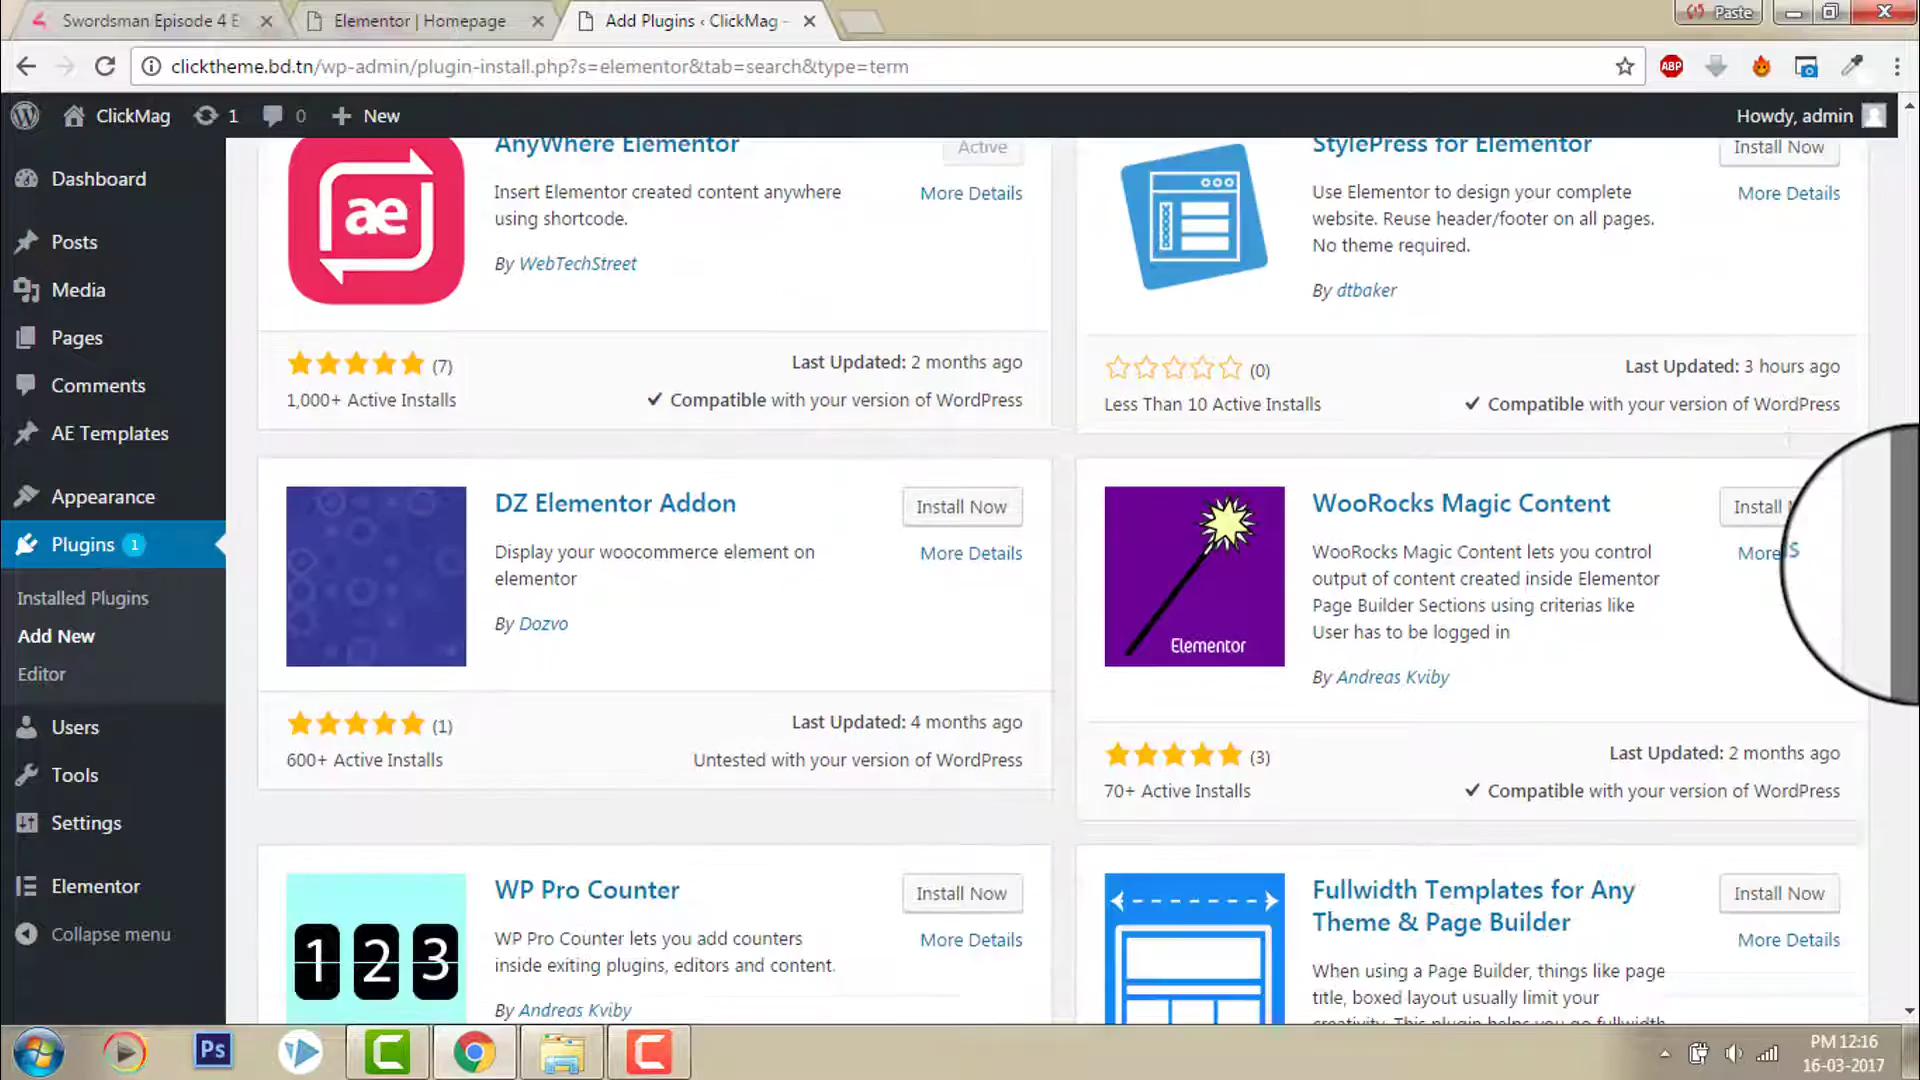 Swordsman Episode 4 E
Elementor | Homepage
Add Plugins ‹ ClickMag -
Paste
clicktheme.bd.tn/wp-admin/plugin-install.php?s=elementor&tab=search&type=term
ABP
ClickMag
1
0
New
Howdy, admin
Dashboard
Posts
Media
Pages
Comments
AE Templates
Appearance
Plugins 1
Installed Plugins
Add New
Editor
Users
Tools
Settings
Elementor
Collapse menu
ae
AnyWhere Elementor
Active
More Details
Insert Elementor created content anywhere
using shortcode.
By WebTechStreet
(7)
Last Updated: 2 months ago
1,000+ Active Installs
Compatible with your version of WordPress
StylePress for Elementor
Install Now
More Details
Use Elementor to design your complete
website. Reuse header/footer on all pages.
No theme required.
By dtbaker
(0)
Last Updated: 3 hours ago
Less Than 10 Active Installs
Compatible with your version of WordPress
DZ Elementor Addon
Install Now
More Details
Display your woocommerce element on
elementor
By Dozvo
(1)
Last Updated: 4 months ago
600+ Active Installs
Untested with your version of WordPress
Elementor
WooRocks Magic Content
Install
More
WooRocks Magic Content lets you control
output of content created inside Elementor
Page Builder Sections using criterias like
User has to be logged in
By Andreas Kviby
(3)
Last Updated: 2 months ago
70+ Active Installs
Compatible with your version of WordPress
1 2 3
WP Pro Counter
Install Now
More Details
WP Pro Counter lets you add counters
inside exiting plugins, editors and content.
By Andreas Kviby
Fullwidth Templates for Any
Theme & Page Builder
Install Now
More Details
When using a Page Builder, things like page
title, boxed layout usually limit your
creativity. This plugin helps you go fullwidth
Ps
PM 12:16
16-03-2017